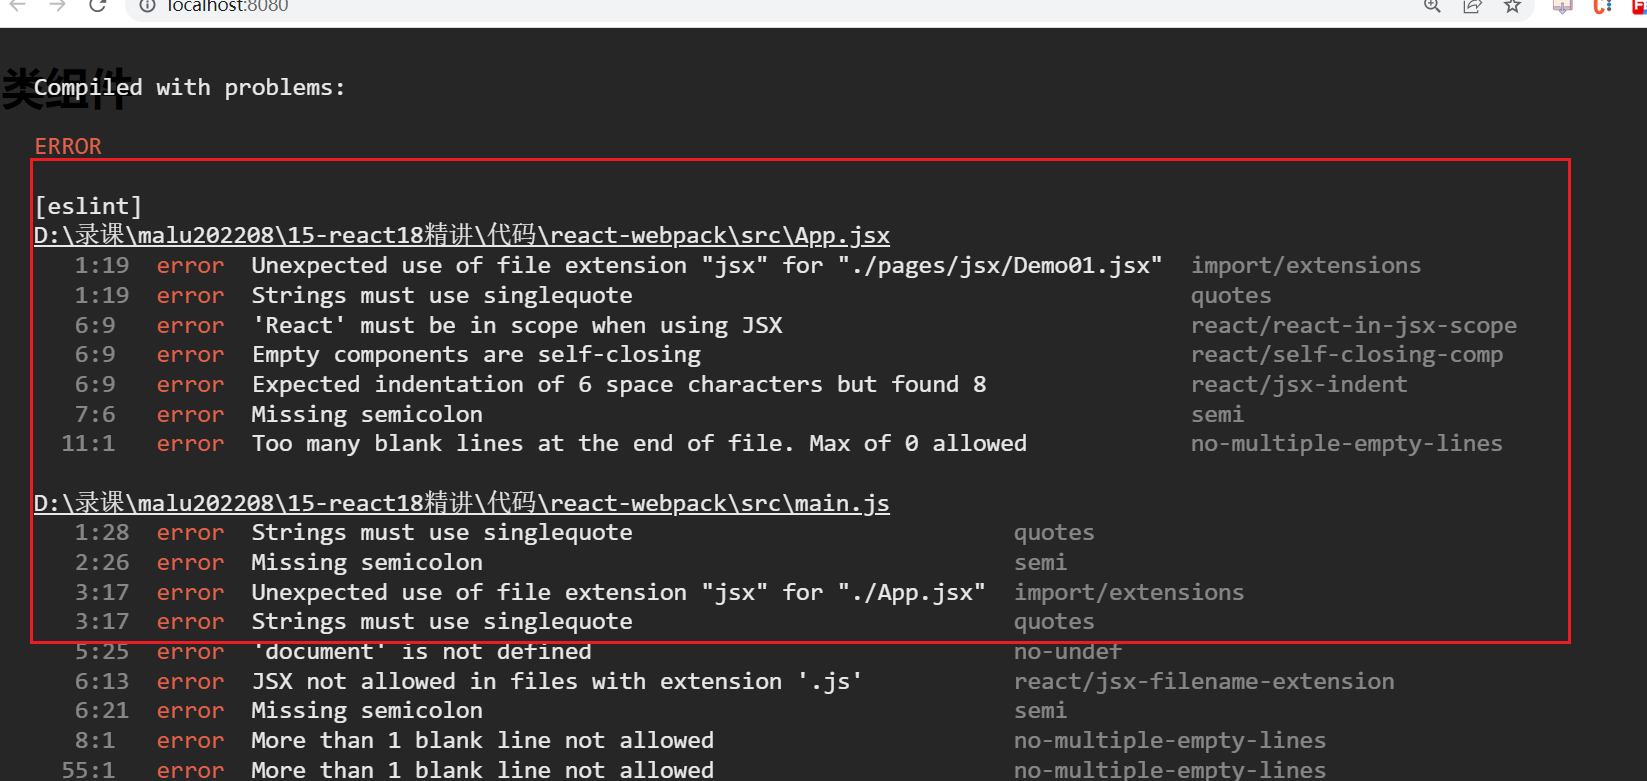 localhost:8080
类组件
Compiled with problems:
ERROR
[eslint]
D:\录课\malu202208\15-react18精讲\代码\react-webpack\src\App.jsx
1:19 error Unexpected use of file extension "jsx" for "./pages/jsx/Demo01.jsx" import/extensions
1:19 error Strings must use singlequote quotes
6:9 error 'React' must be in scope when using JSX react/react-in-jsx-scope
6:9 error Empty components are self-closing react/self-closing-comp
6:9 error Expected indentation of 6 space characters but found 8 react/jsx-indent
7:6 error Missing semicolon semi
11:1 error Too many blank lines at the end of file. Max of 0 allowed no-multiple-empty-lines
D:\录课\malu202208\15-react18精讲\代码\react-webpack\src\main.js
1:28 error Strings must use singlequote quotes
2:26 error Missing semicolon semi
3:17 error Unexpected use of file extension "jsx" for "./App.jsx" import/extensions
3:17 error Strings must use singlequote quotes
5:25 error 'document' is not defined no-undef
6:13 error JSX not allowed in files with extension '.js' react/jsx-filename-extension
6:21 error Missing semicolon semi
8:1 error More than 1 blank line not allowed no-multiple-empty-lines
55:1 error More than 1 blank line not allowed no-multiple-empty-lines